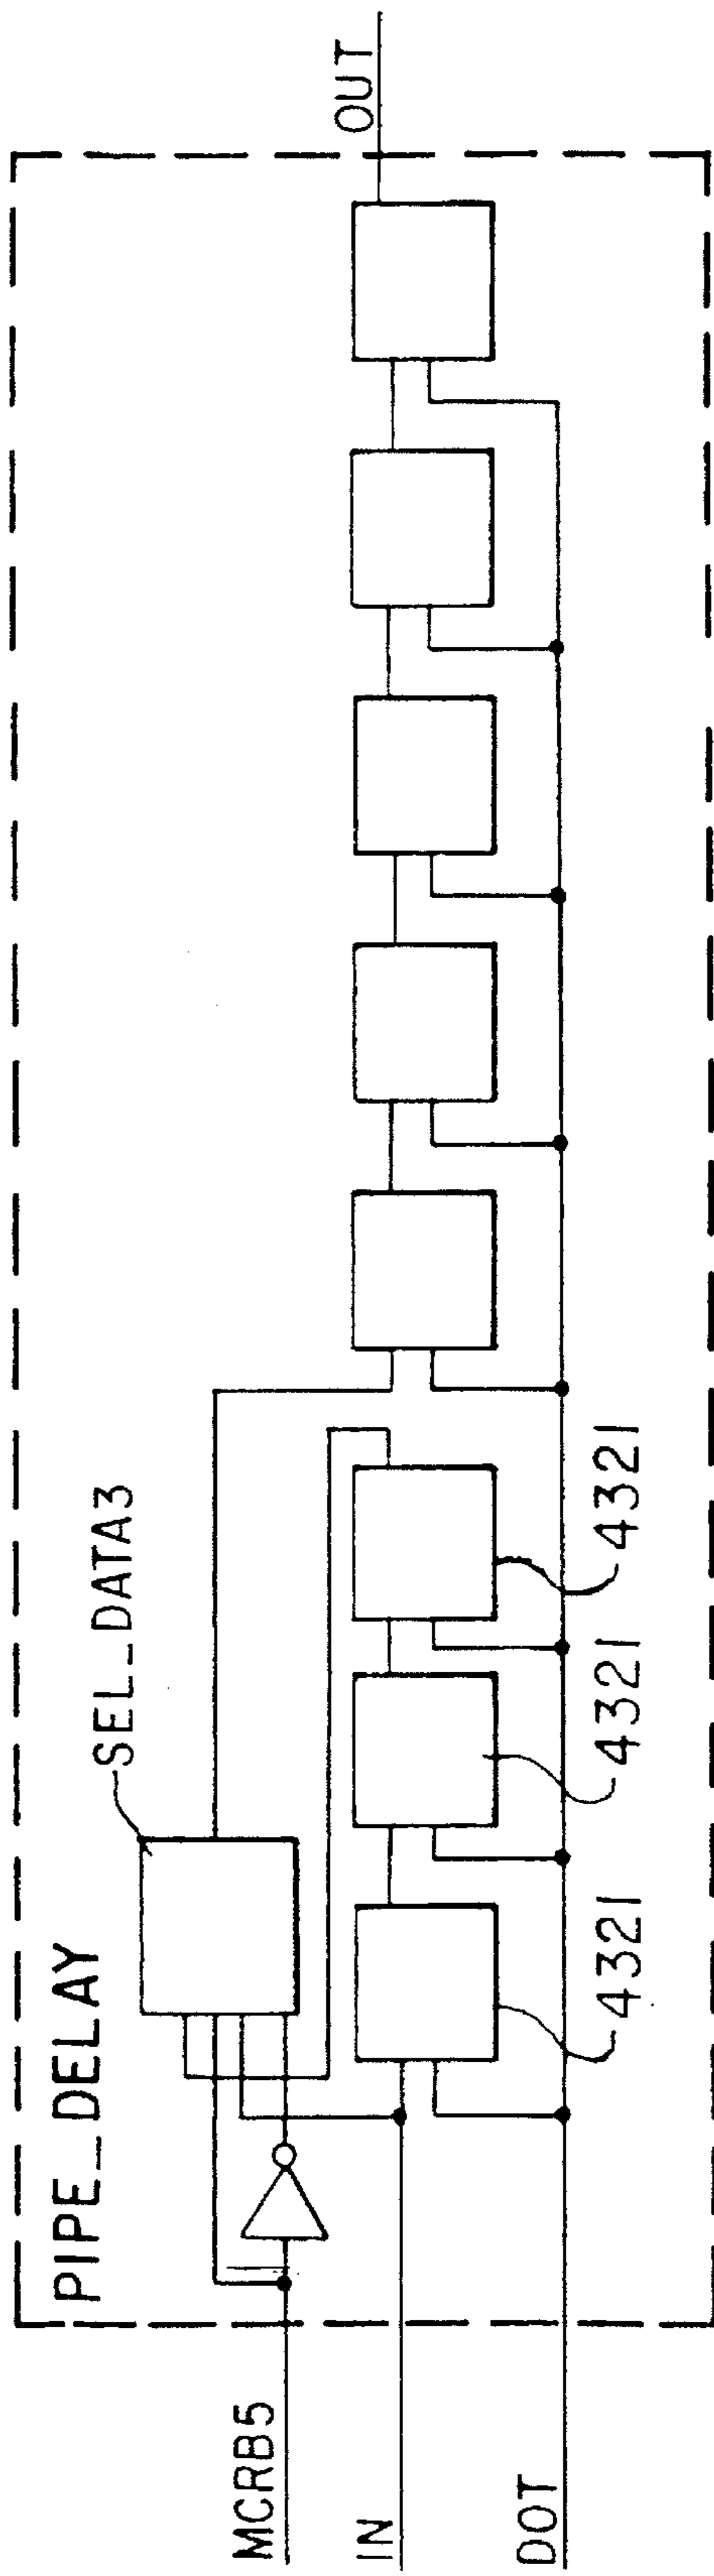 PIPE_DELAY
SEL_DATA3
MCRB5
IN
DOT
OUT
4321
4321
4321